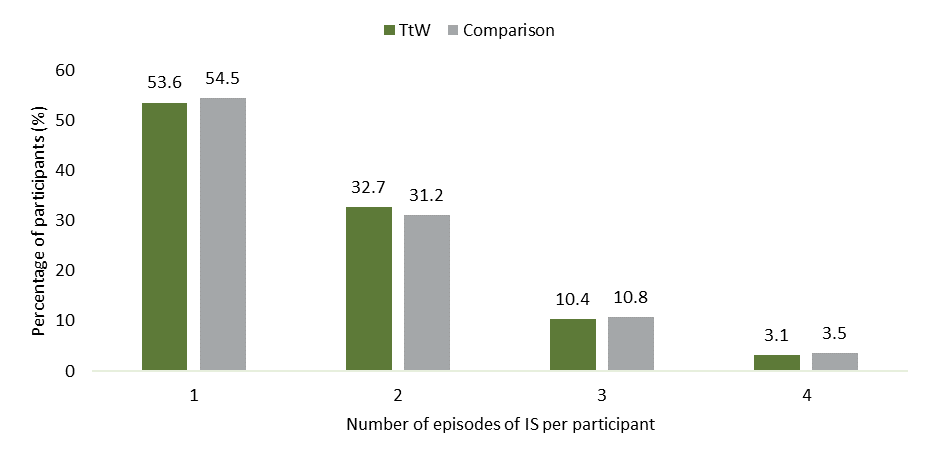 TtW Comparison
Percentage of participants (%)
60
50
40
30
20
10
0
53.6 54.5
32.7 31.2
10.4 10.8
3.1 3.5
1 2 3 4
Number of episodes of IS per participant